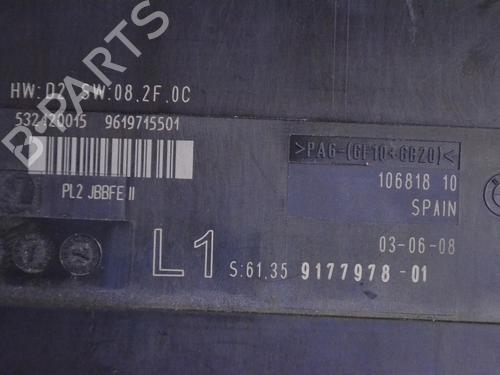 B-PARTS
HW:02 SW:08.2F.0C
532420015 9619715501
PL2 JBBFE II
>PA6-(GF10+GB20)<
106818 10
SPAIN
03-06-08
L1 S:61.35 9177978-01